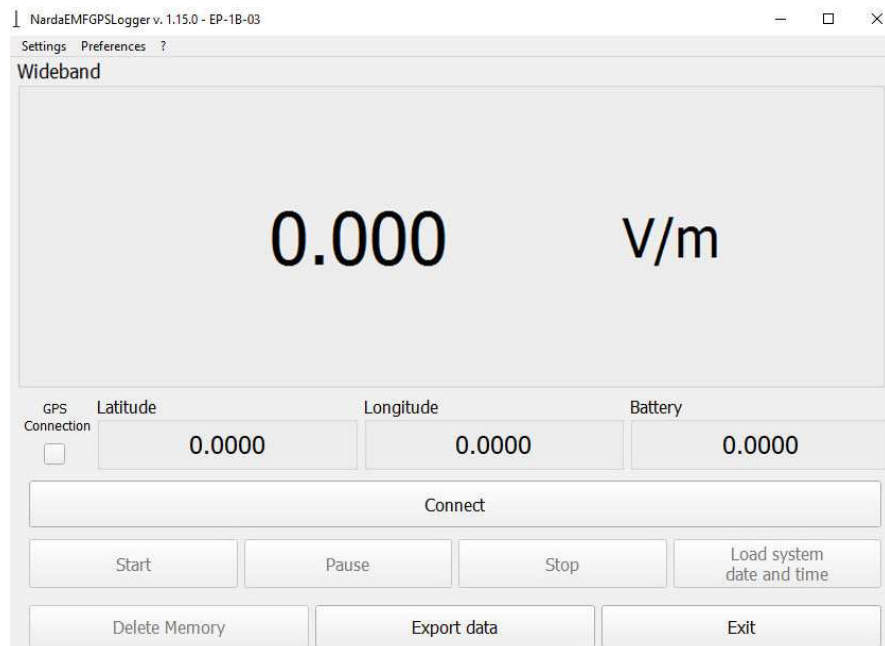 NardaEMFGPSLogger v. 1.15.0 - EP-1B-03
Settings Preferences ?
Wideband
0.000 V/m
GPS Connection
Latitude
0.0000
Longitude
0.0000
Battery
0.0000
Connect
Start
Pause
Stop
Load system
date and time
Delete Memory
Export data
Exit